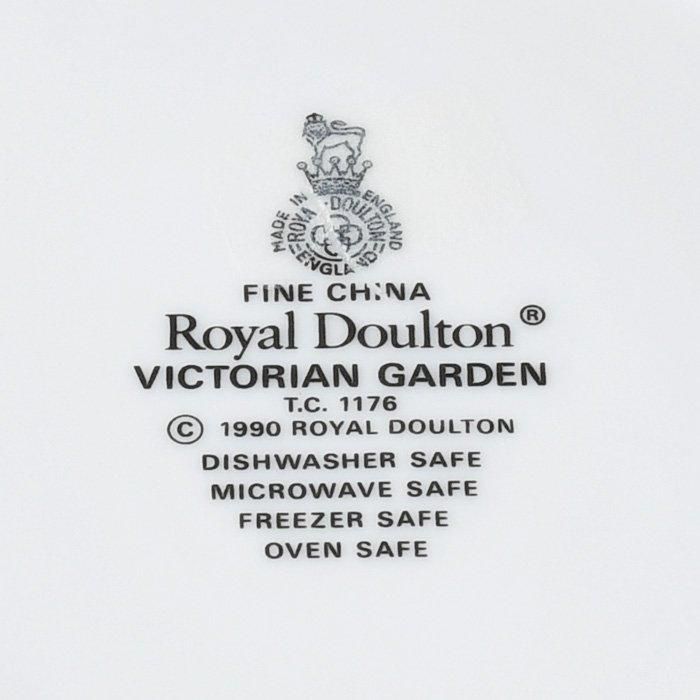 MADE IN ENGLAND
ROYAL DOULTON
ENGLAND
FINE CHINA
Royal Doulton®
VICTORIAN GARDEN
T.C. 1176
© 1990 ROYAL DOULTON
DISHWASHER SAFE
MICROWAVE SAFE
FREEZER SAFE
OVEN SAFE